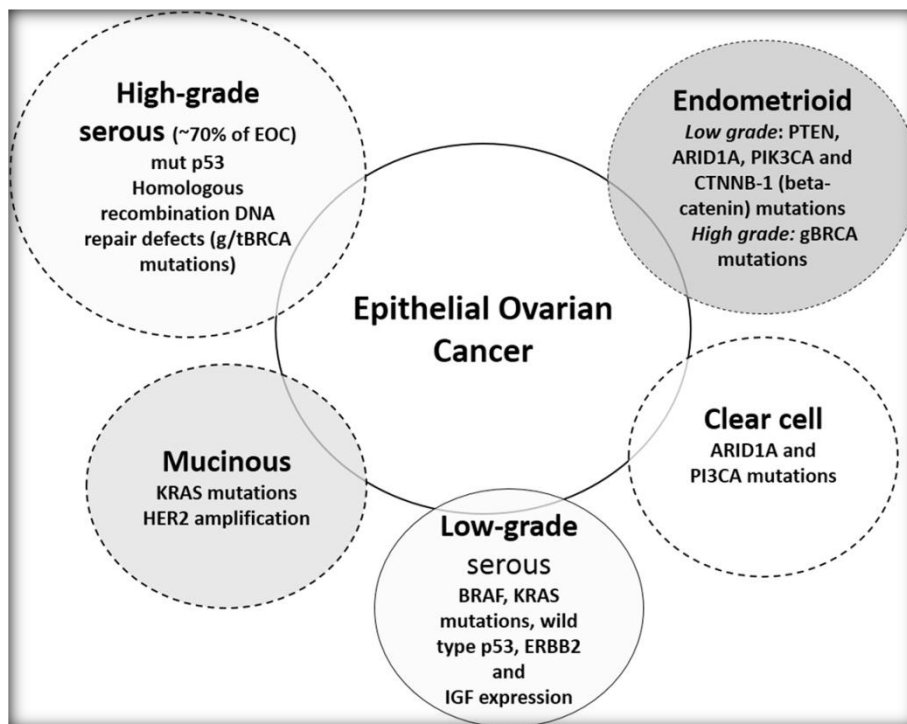 High-grade
serous (~70% of EOC)
mut p53
Homologous
recombination DNA
repair defects (g/tBRCA
mutations)
Endometrioid
Low grade: PTEN,
ARID1A, PIK3CA and
CTNNB-1 (beta-
catenin) mutations
High grade: gBRCA
mutations
Epithelial Ovarian
Cancer
Clear cell
ARID1A and
PI3CA mutations
Mucinous
KRAS mutations
HER2 amplification
Low-grade
serous
BRAF, KRAS
mutations, wild
type p53, ERBB2
and
IGF expression